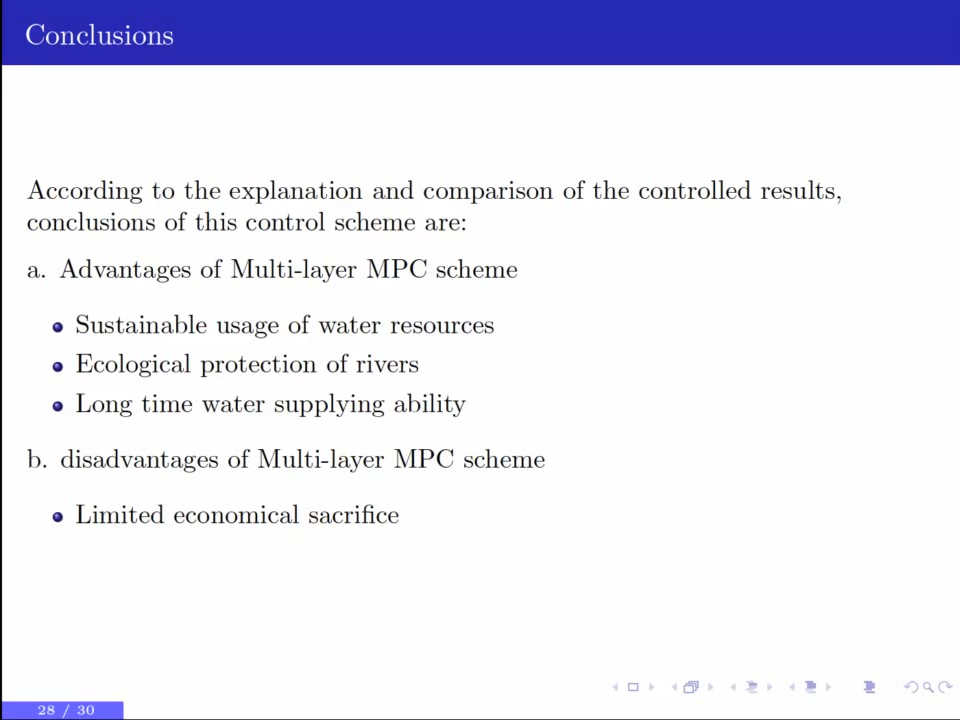 Conclusions
According to the explanation and comparison of the controlled results,
conclusions of this control scheme are:
a. Advantages of Multi-layer MPC scheme
Sustainable usage of water resources
Ecological protection of rivers
Long time water supplying ability
b. disadvantages of Multi-layer MPC scheme
Limited economical sacrifice
28 / 30